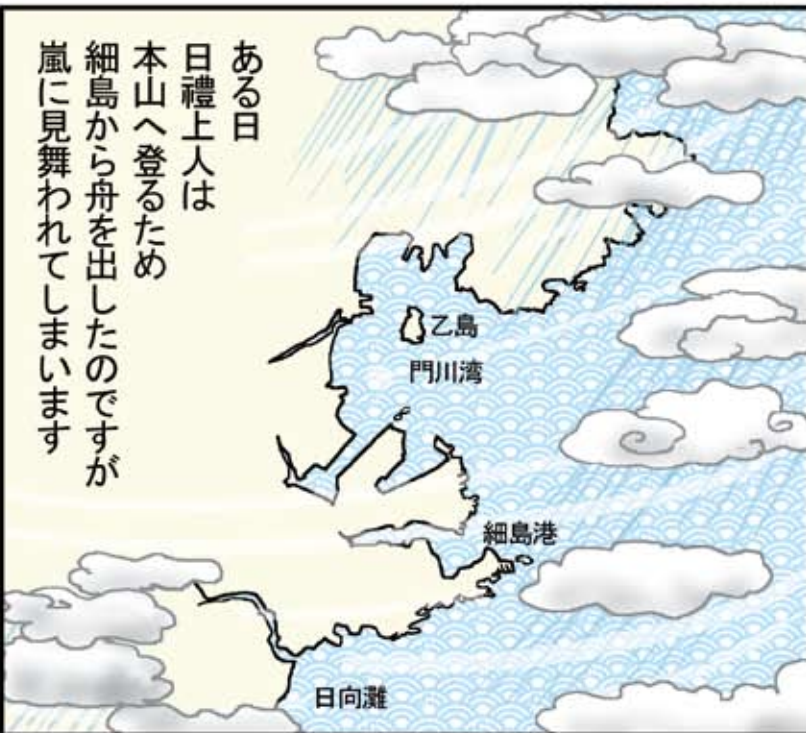 ある日
日禮上人は
本山へ登るため
細島から舟を出したのですが
嵐に見舞われてしまいます
乙島
門川湾
細島港
日向灘